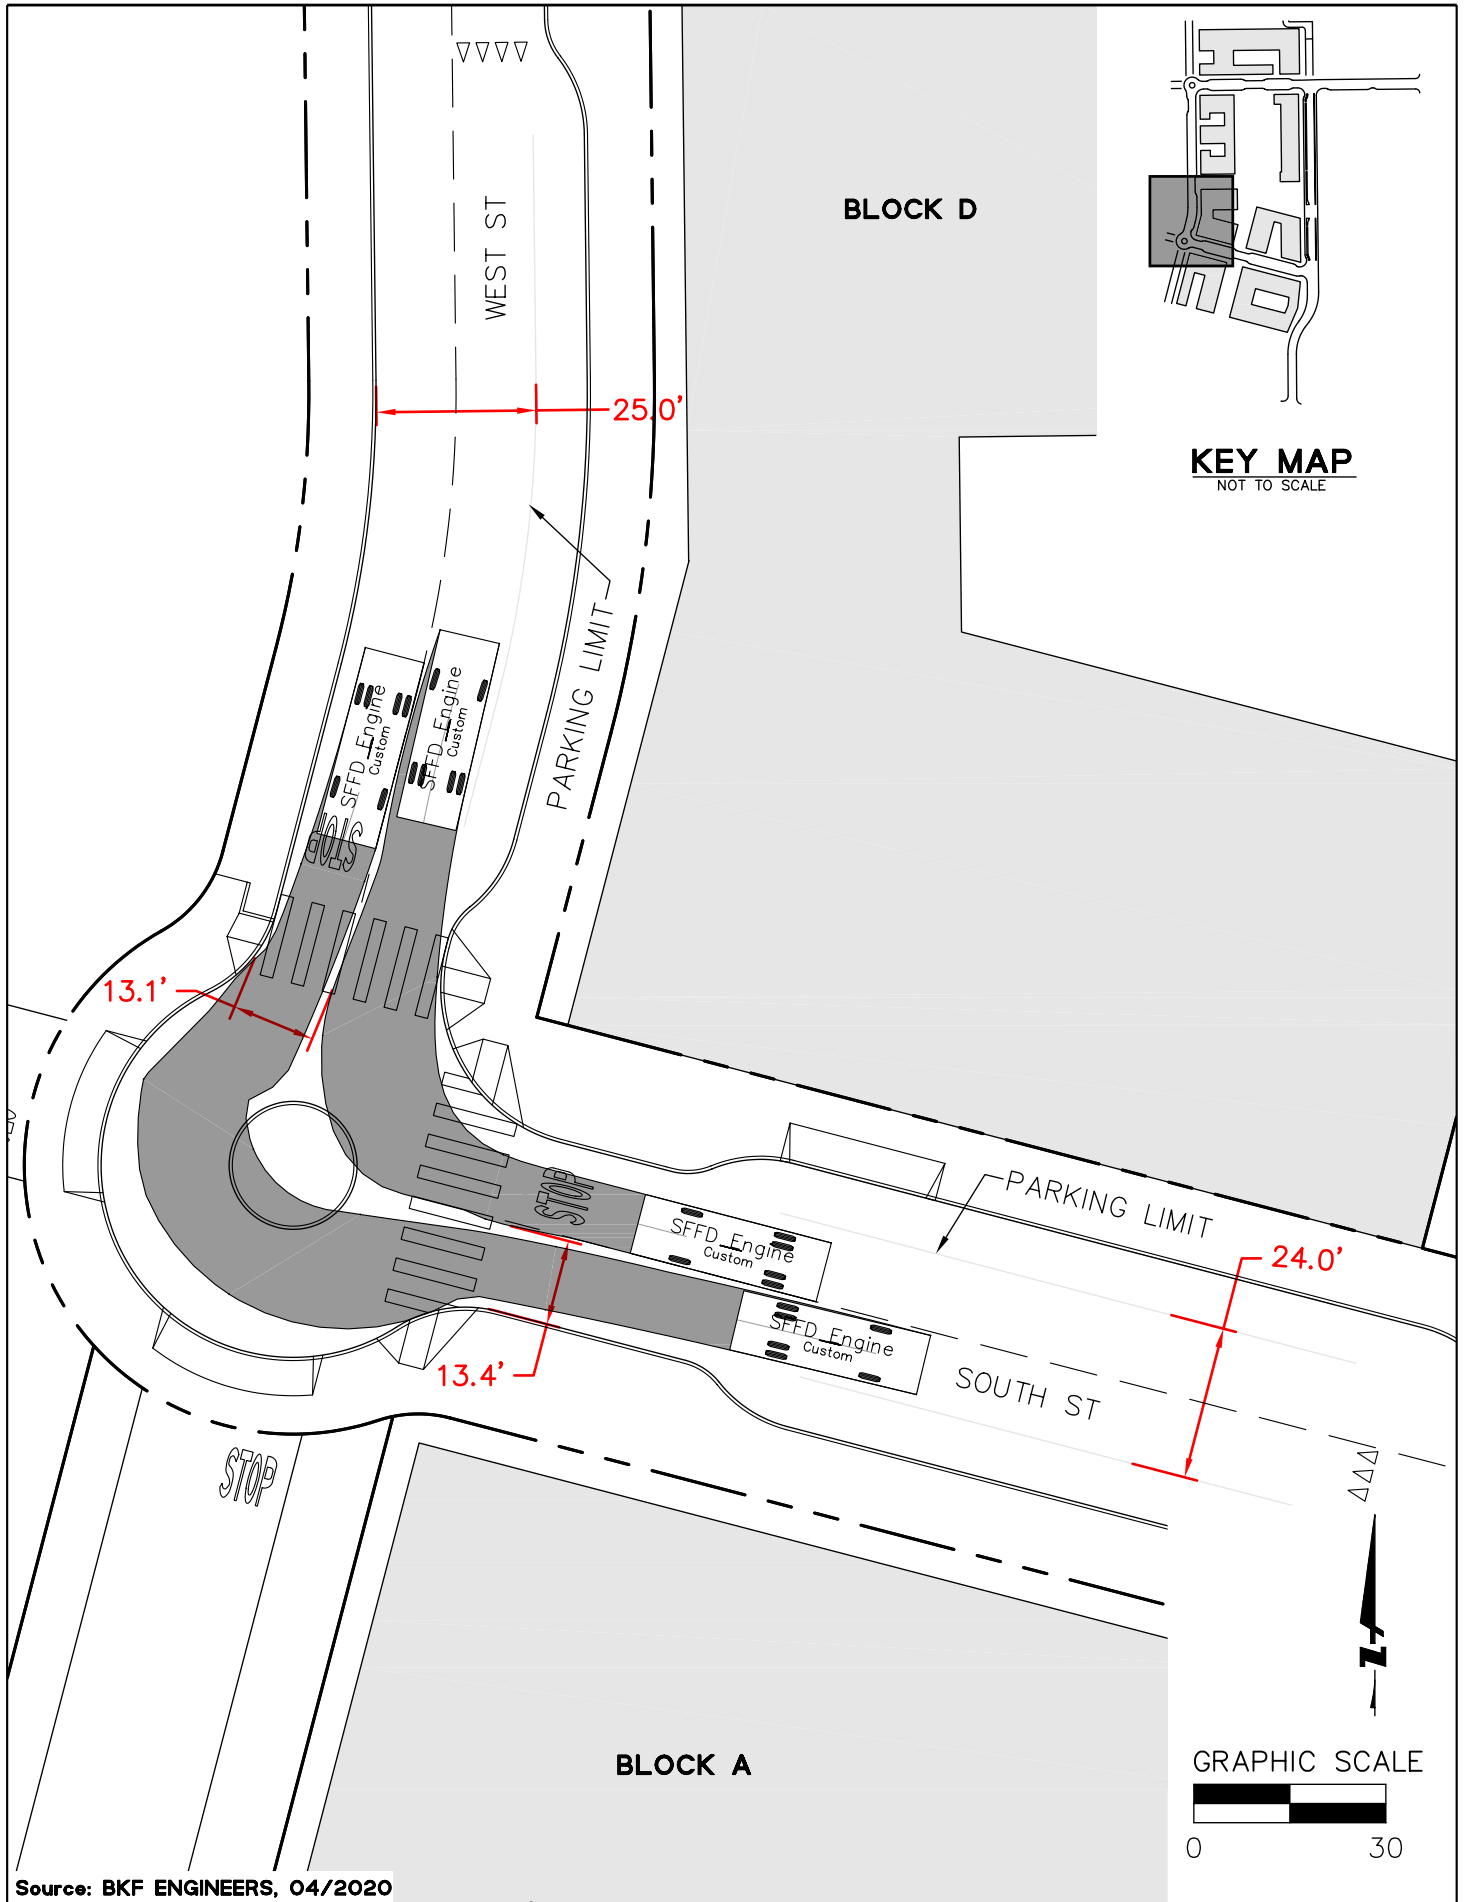 WEST ST
BLOCK D
25.0'
KEY MAP
NOT TO SCALE
PARKING LIMIT
SFFD Engine
Custom
SFFD Engine
Custom
STOP
13.1'
STOP
PARKING LIMIT
SFFD Engine
Custom
24.0'
SFFD Engine
Custom
13.4'
SOUTH ST
STOP
Z
BLOCK A
GRAPHIC SCALE
0 30
Source: BKF ENGINEERS, 04/2020